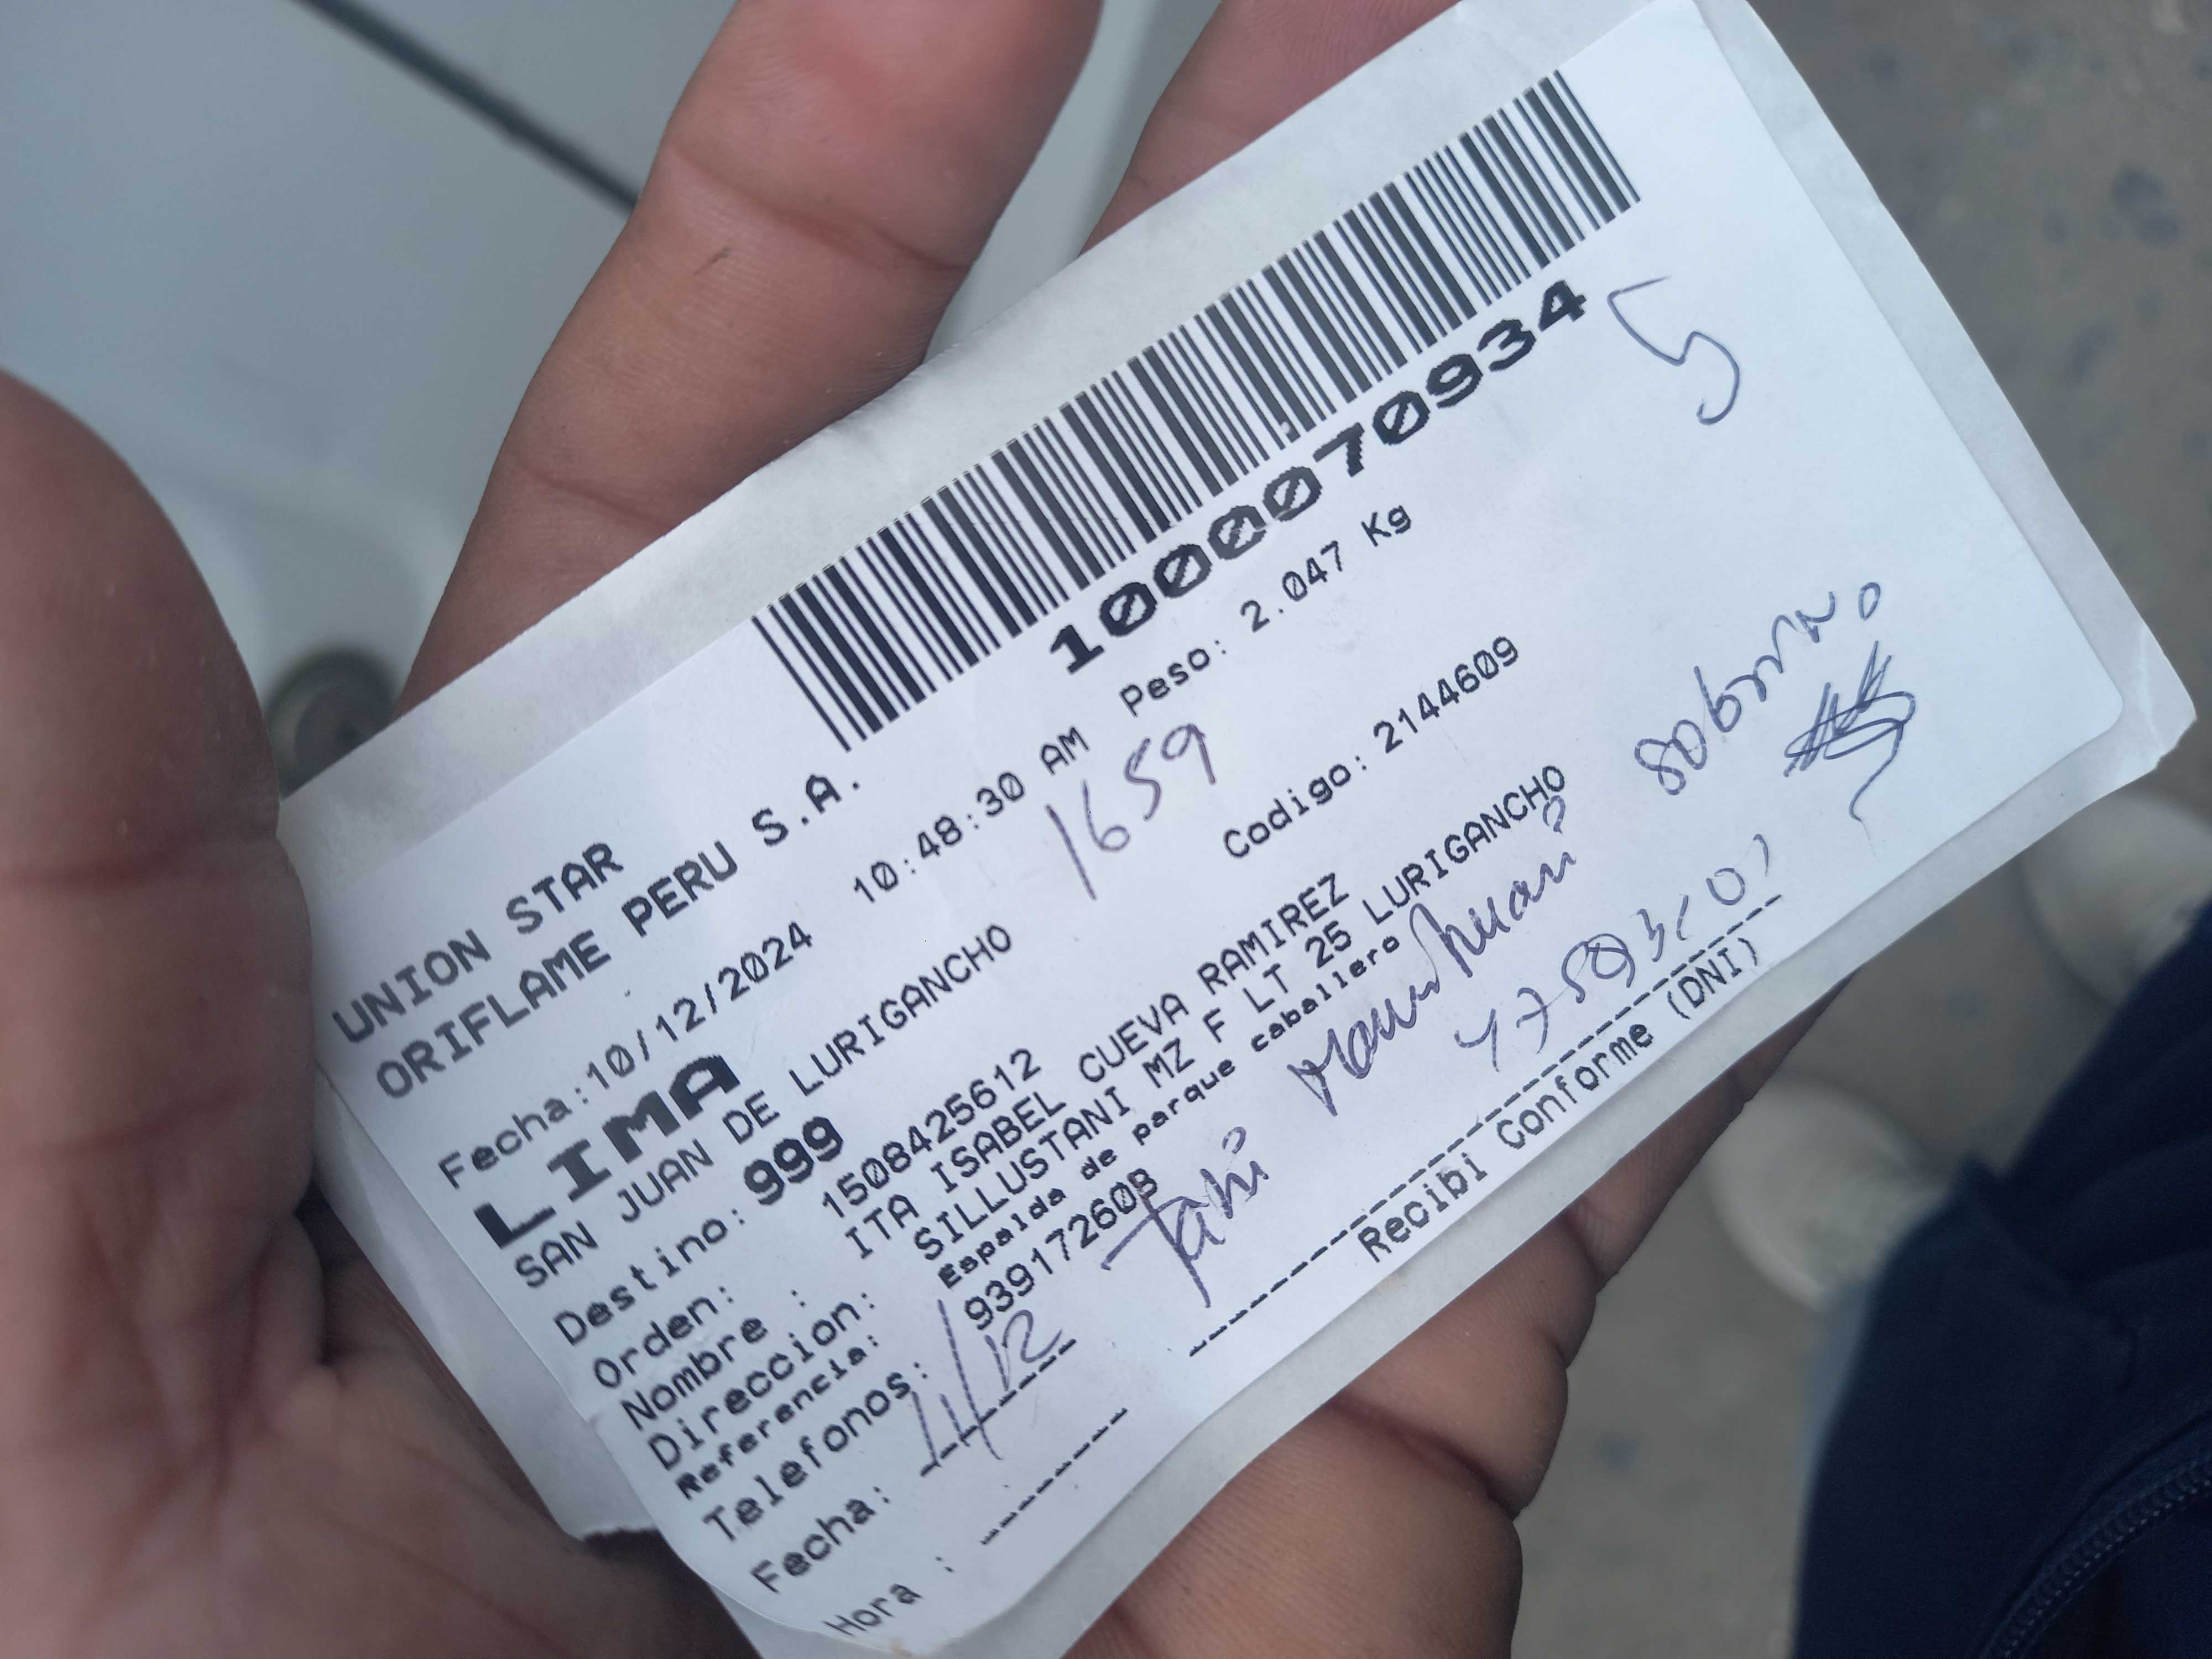 1000070934
5
UNION STAR
ORIFLAME PERU S.A.
Fecha:10/12/2024 10:48:30 AM Peso: 2.047 Kg
LIMA
1659
SAN JUAN DE LURIGANCHO
Destino: 999
Codigo: 2144609
Orden: 1508425612
Nombre : ITA ISABEL CUEVA RAMIREZ
Direccion: SILLUSTANI MZ F LT 25 LURIGANCHO
Referencia: Espalda de parque caballero
Telefonos: 939172608
sobrino
Fecha: 11/12
Hora :
Recibi Conforme (DNI)